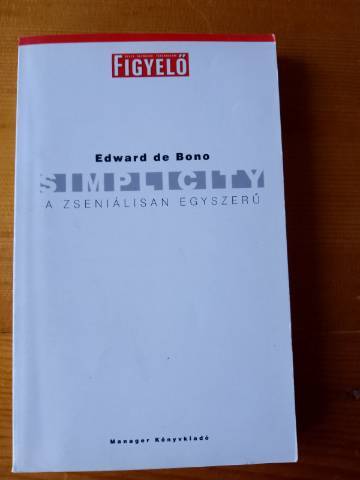 FIGYELŐ
Edward de Bono
SIMPLICITY
A ZSENIÁLISAN EGYSZERŰ
Manager Könyvkiadó